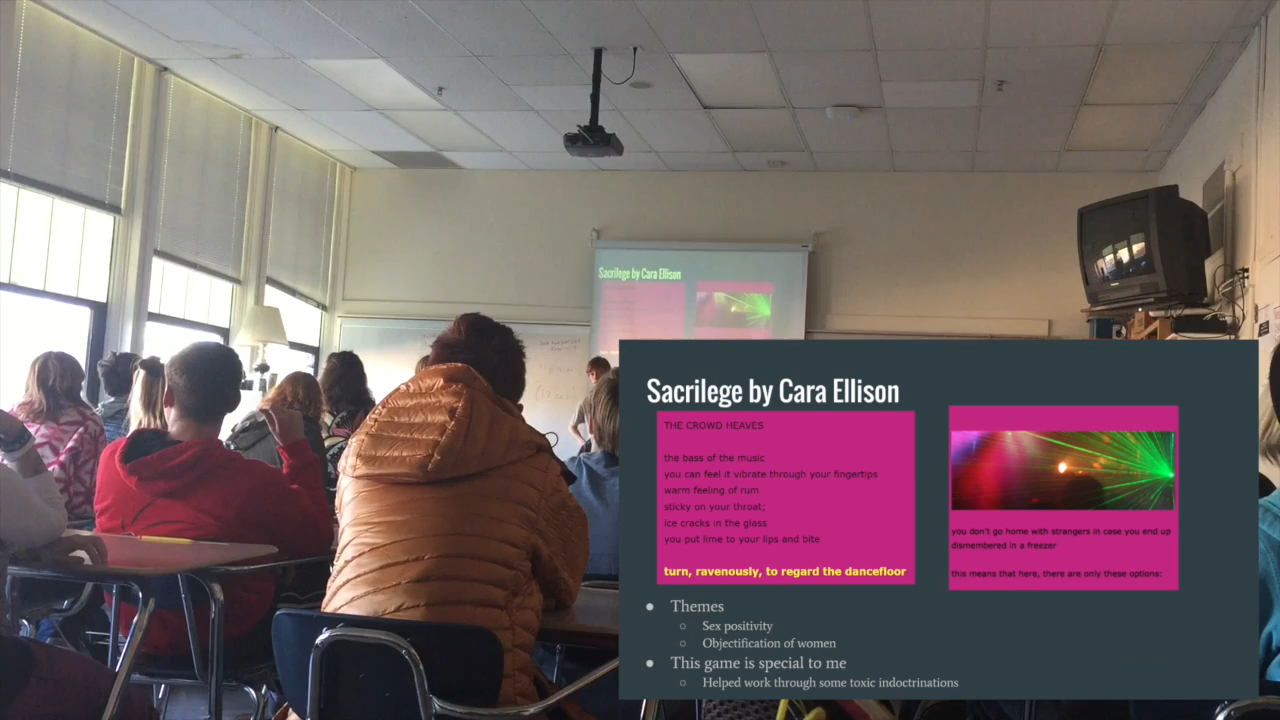 Sacrilege by Cara Ellison
Sacrilege by Cara Ellison
THE CROWD HEAVES
the bass of the music
you can feel it vibrate through your fingertips
warm feeling of rum
sticky on your throat;
ice cracks in the glass
you put lime to your lips and bite
turn, ravenously, to regard the dancefloor
you don't go home with strangers in case you end up
dismembered in a freezer
this means that here, there are only these options:
● Themes
○ Sex positivity
○ Objectification of women
● This game is special to me
○ Helped work through some toxic indoctrinations